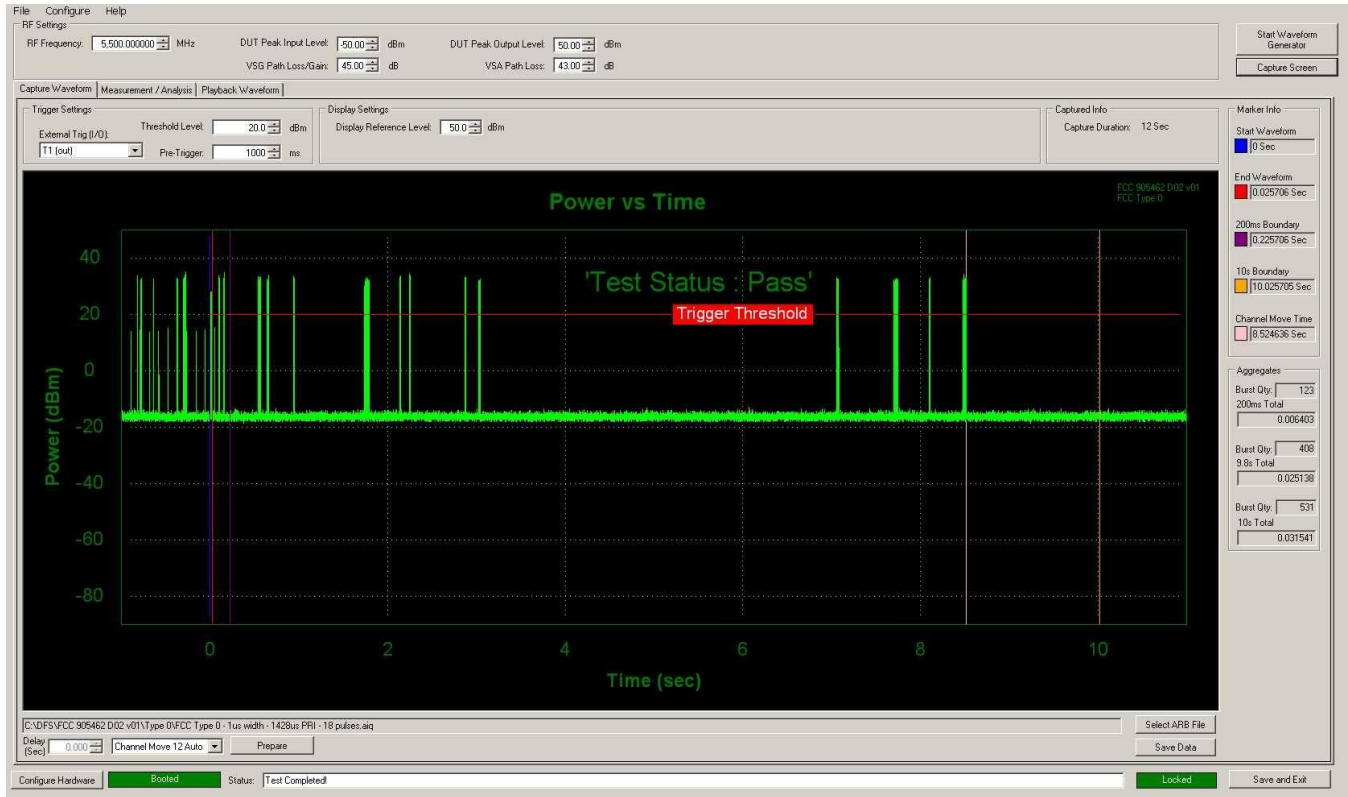 File Configure Help
RF Settings
RF Frequency: 5,500.000000 MHz DUT Peak Input Level: -50.00 dBm DUT Peak Output Level: 50.00 dBm
VSG Path Loss/Gain: 45.00 dB VSA Path Loss: 43.00 dB
Start Waveform Generator
Capture Screen
Capture Waveform Measurement / Analysis Playback Waveform
Trigger Settings
External Trig (I/O): Threshold Level: 20.0 dBm
T1 (out) Pre-Trigger: 1000 ms
Display Settings
Display Reference Level: 50.0 dBm
Captured Info
Capture Duration: 12 Sec
Marker Info
Start Waveform
0 Sec
End Waveform
0.025706 Sec
200ms Boundary
0.225706 Sec
10s Boundary
10.025705 Sec
Channel Move Time
8.524636 Sec
Aggregates
Burst Qty: 123
200ms Total
0.006403
Burst Qty: 408
9.8s Total
0.025138
Burst Qty: 531
10s Total
0.031541
Power vs Time
FCC 905462 D02 v01
FCC Type 0
'Test Status : Pass'
Trigger Threshold
Power (dBm)
40
20
0
-20
-40
-60
-80
0 2 4 6 8 10
Time (sec)
C:\DFS\FCC 905462 D02 v01\Type 0\FCC Type 0 - 1us width - 1428us PRI - 18 pulses.aiq
Select ARB File
Delay (Sec) 0.000 Channel Move 12 Auto Prepare
Save Data
Configure Hardware Booted Status: Test Completed! Locked Save and Exit